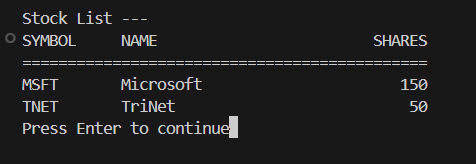 Stock List ---
SYMBOL     NAME                        SHARES
=============================================
MSFT       Microsoft                      150
TNET       TriNet                          50
Press Enter to continue